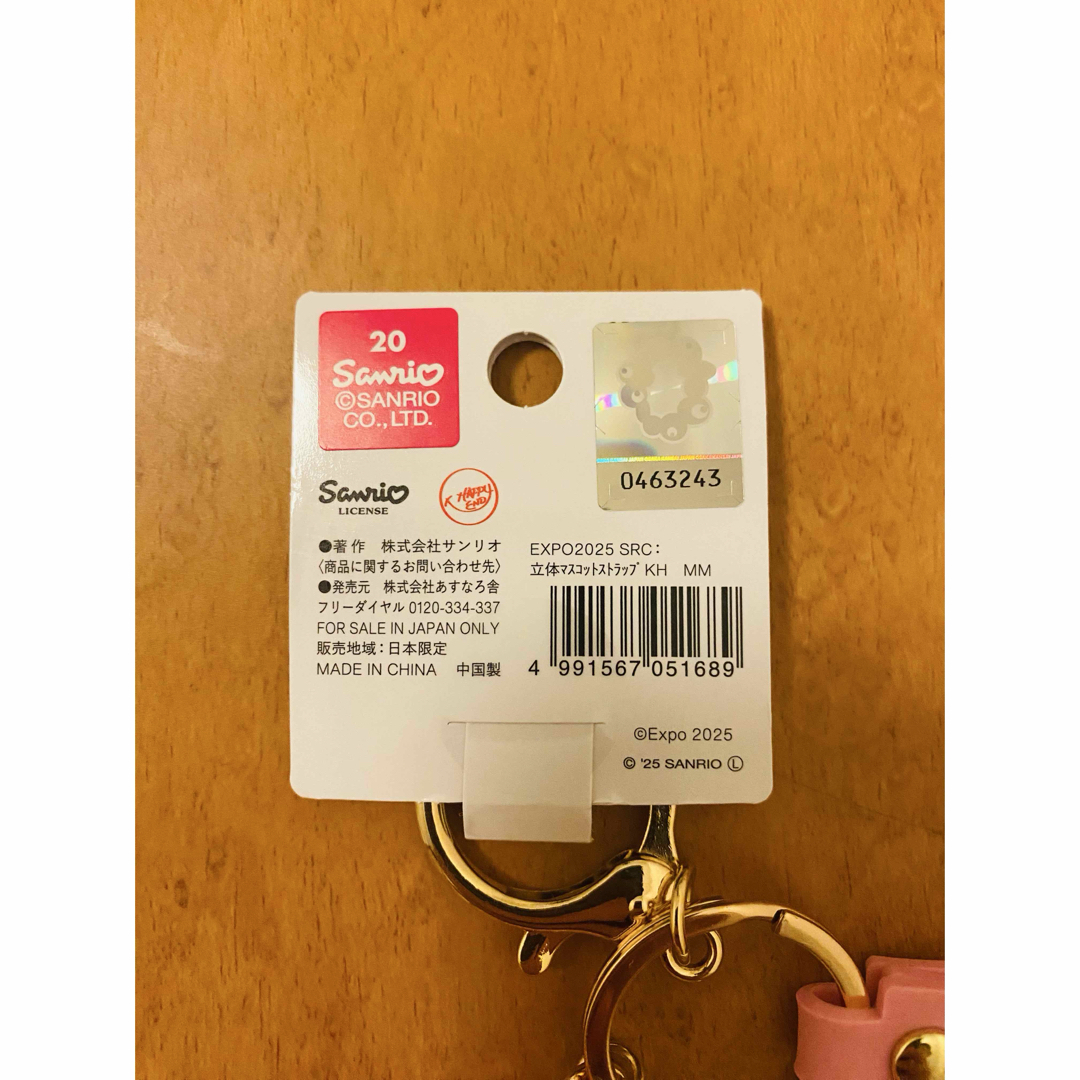 20
Sanrio
©SANRIO
CO.,LTD.
0463243
Sanrio
LICENSE
K HAPPY
END
●著作 株式会社サンリオ
〈商品に関するお問い合わせ先〉
●発売元 株式会社あすなろ舎
フリーダイヤル 0120-334-337
FOR SALE IN JAPAN ONLY
販売地域：日本限定
MADE IN CHINA 中国製
EXPO2025 SRC：
立体ﾏｽｺｯﾄｽﾄﾗｯﾌﾟKH MM
4 991567 051689
©Expo 2025
© '25 SANRIO Ⓛ